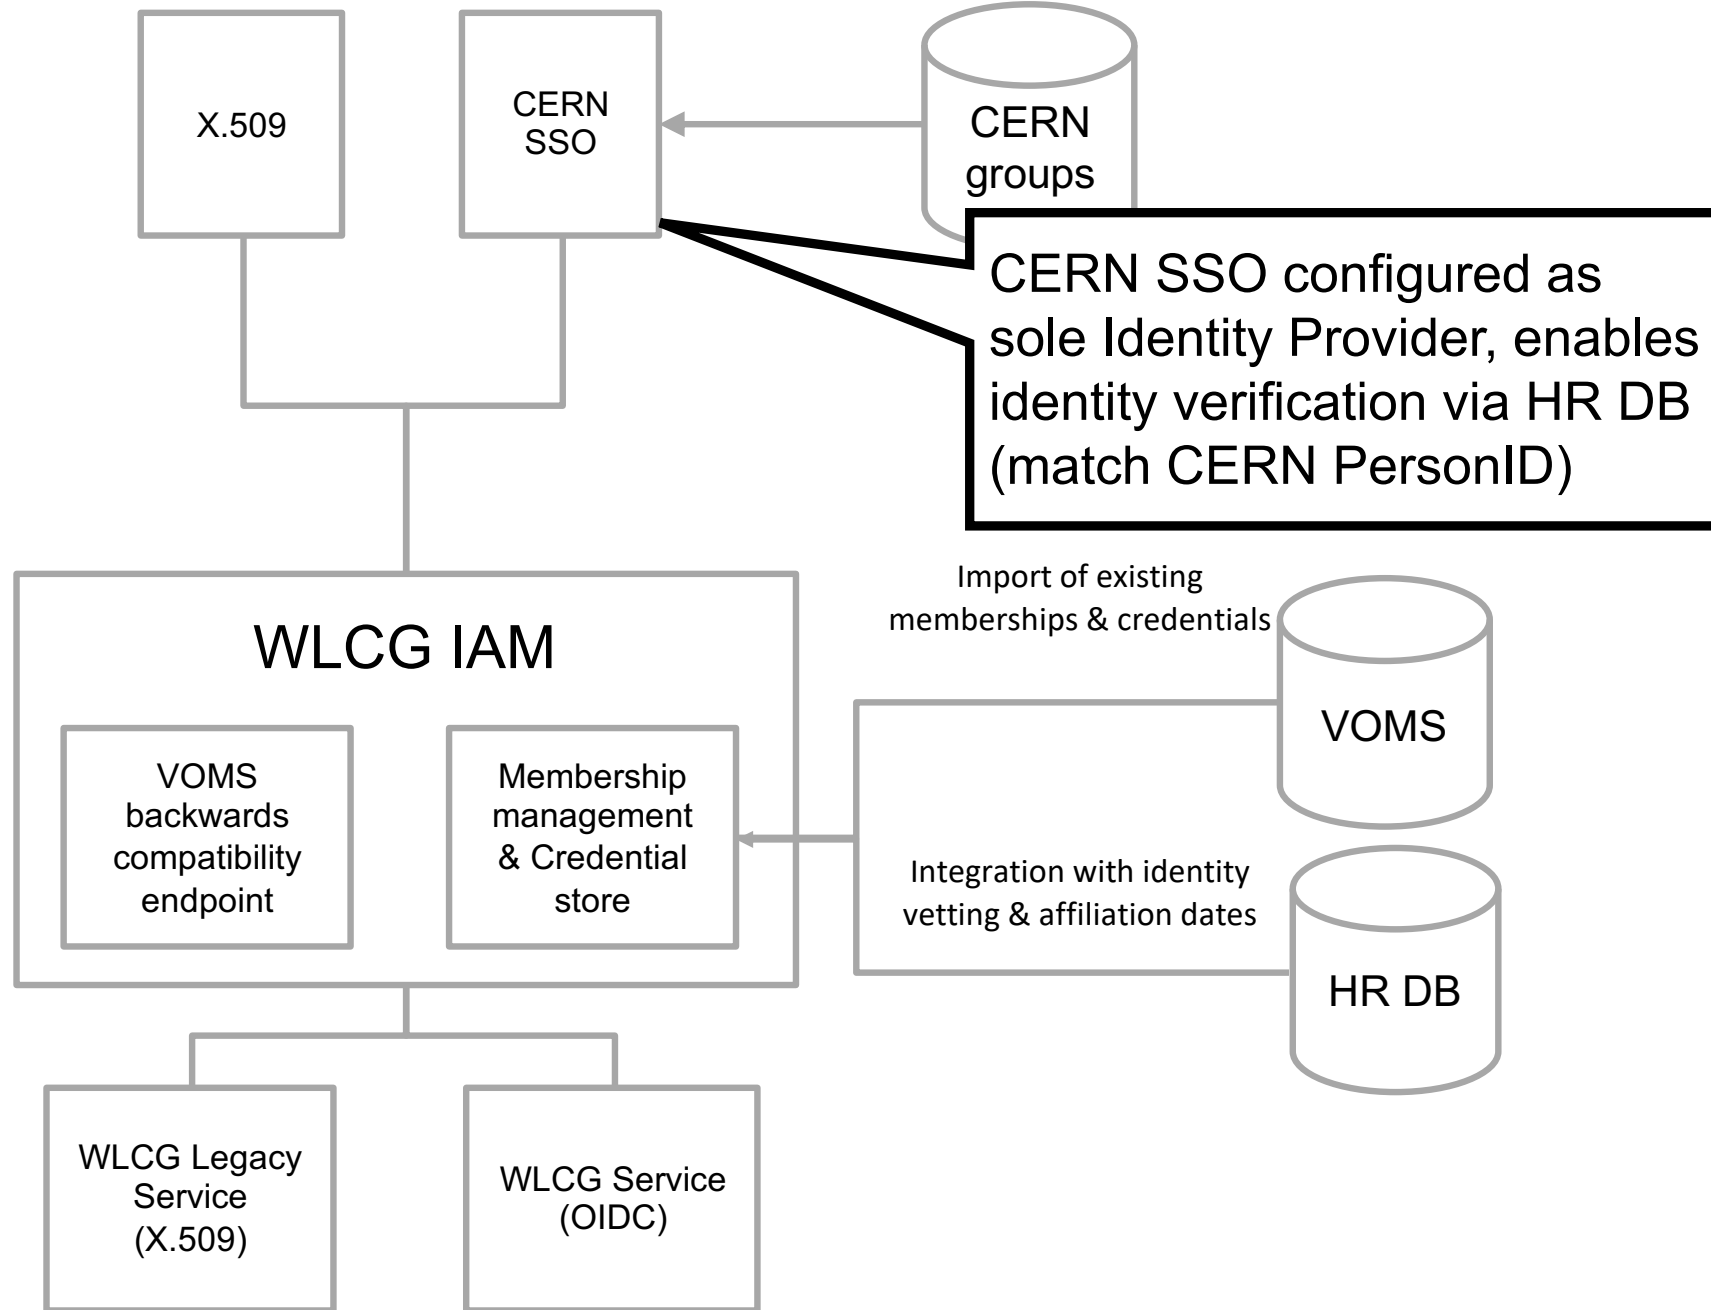 X.509
CERN
SSO
CERN
groups
CERN SSO configured as
sole Identity Provider, enables
identity verification via HR DB
(match CERN PersonID)
Import of existing
memberships & credentials
WLCG IAM
VOMS
VOMS
backwards
compatibility
endpoint
Membership
management
& Credential
store
Integration with identity
vetting & affiliation dates
HR DB
WLCG Legacy
Service
(X.509)
WLCG Service
(OIDC)